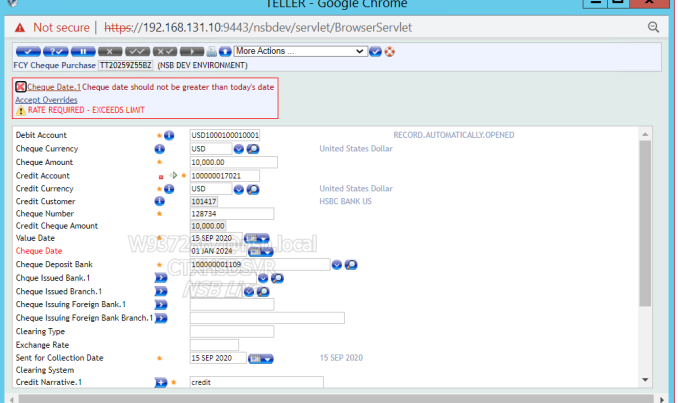 TELLER - Google Chrome
Not secure | https://192.168.131.10:9443/nsbdev/servlet/BrowserServlet
More Actions ...
FCY Cheque Purchase TT20259Z55BZ (NSB DEV ENVIRONMENT)
Cheque Date.1 Cheque date should not be greater than today's date
Accept Overrides
RATE REQUIRED - EXCEEDS LIMIT
Debit Account USD1000100010001 RECORD.AUTOMATICALLY.OPENED
Cheque Currency USD United States Dollar
Cheque Amount 10,000.00
Credit Account 100000017021
Credit Currency USD United States Dollar
Credit Customer 101417 HSBC BANK US
Cheque Number 128734
Credit Cheque Amount 10,000.00
Value Date 15 SEP 2020
Cheque Date 01 JAN 2024
Cheque Deposit Bank 100000001109
Chque Issued Bank.1
Cheque Issued Branch.1
Cheque Issuing Foreign Bank.1
Cheque Issuing Foreign Bank Branch.1
Clearing Type
Exchange Rate
Sent for Collection Date 15 SEP 2020 15 SEP 2020
Clearing System
Credit Narrative.1 credit